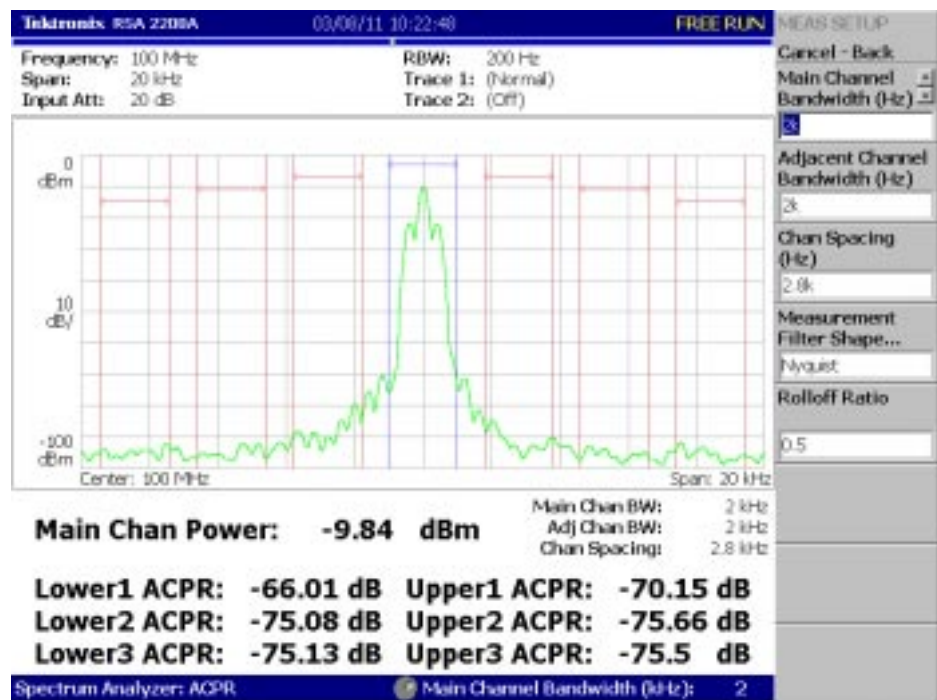 Tektronix RSA 2208A 03/08/11 10:22:48 FREE RUN
Frequency: 100 MHz
Span: 20 kHz
Input Att: 20 dB
RBW: 200 Hz
Trace 1: (Normal)
Trace 2: (Off)
0
dBm
10
dB/
-100
dBm
Center: 100 MHz
Span: 20 kHz
Main Chan Power: -9.84 dBm
Main Chan BW: 2 kHz
Adj Chan BW: 2 kHz
Chan Spacing: 2.8 kHz
Lower1 ACPR: -66.01 dB Upper1 ACPR: -70.15 dB
Lower2 ACPR: -75.08 dB Upper2 ACPR: -75.66 dB
Lower3 ACPR: -75.13 dB Upper3 ACPR: -75.5 dB
Spectrum Analyzer: ACPR
Main Channel Bandwidth (kHz): 2
MEAS SETUP
Cancel - Back
Main Channel
Bandwidth (Hz)
2k
Adjacent Channel
Bandwidth (Hz)
2k
Chan Spacing
(Hz)
2.8k
Measurement
Filter Shape...
Nyquist
Rolloff Ratio
0.5